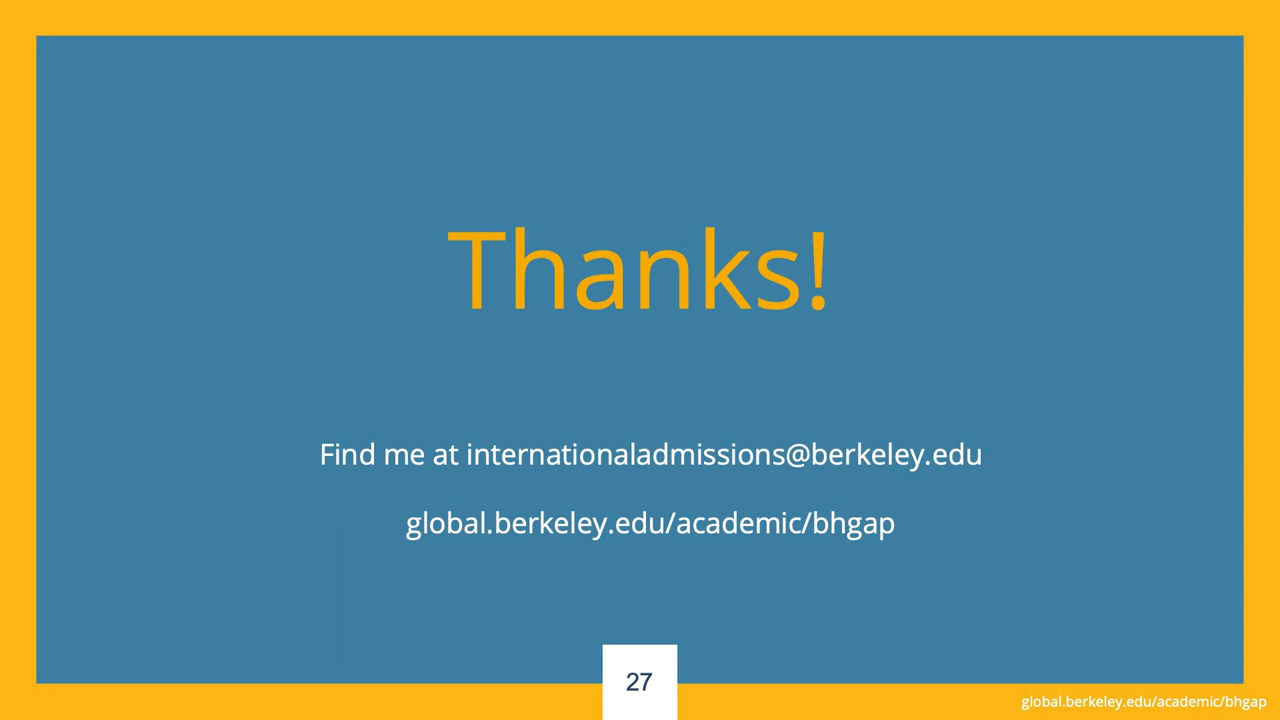 Thanks!
Find me at internationaladmissions@berkeley.edu
global.berkeley.edu/academic/bhgap
27
global.berkeley.edu/academic/bhgap